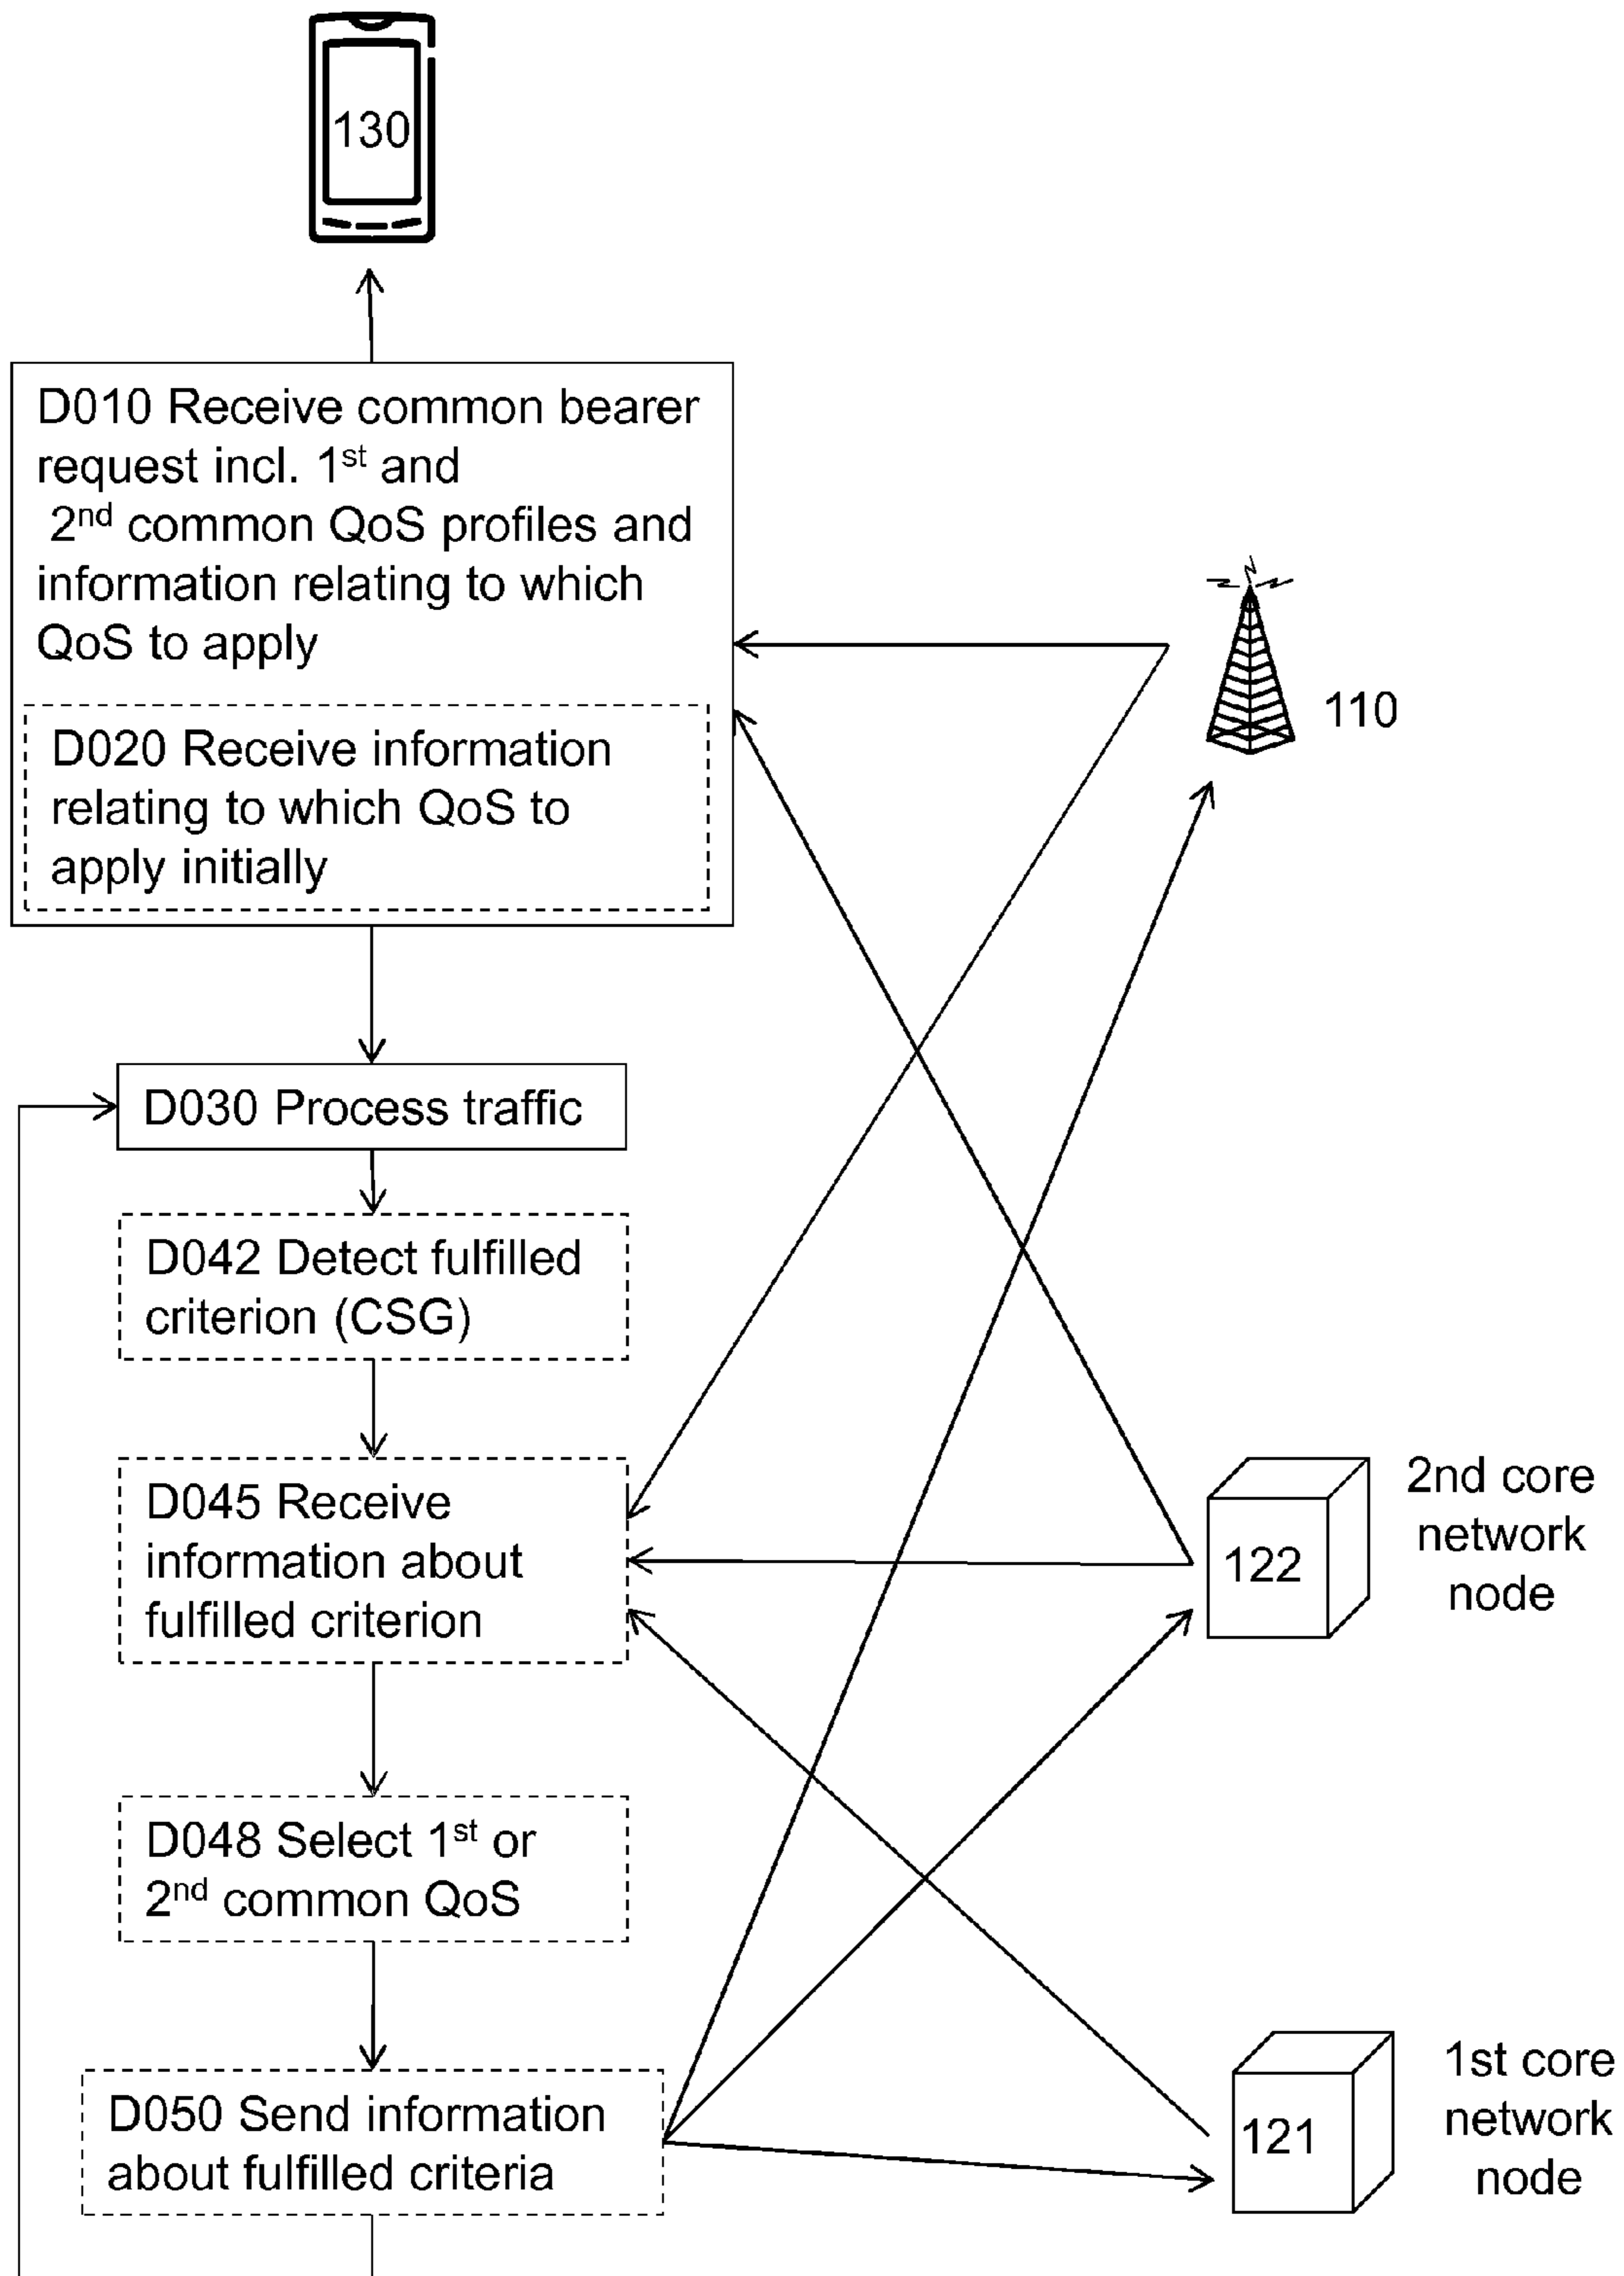 130
D010 Receive common bearer
request incl. 1st and
2nd common QoS profiles and
information relating to which
QoS to apply
110
D020 Receive information
relating to which QoS to
apply initially
D030 Process traffic
D042 Detect fulfilled
criterion (CSG)
D045 Receive
information about
fulfilled criterion
2nd core
network
node
122
D048 Select 1st or
2nd common QoS
D050 Send information
about fulfilled criteria
1st core
network
node
121